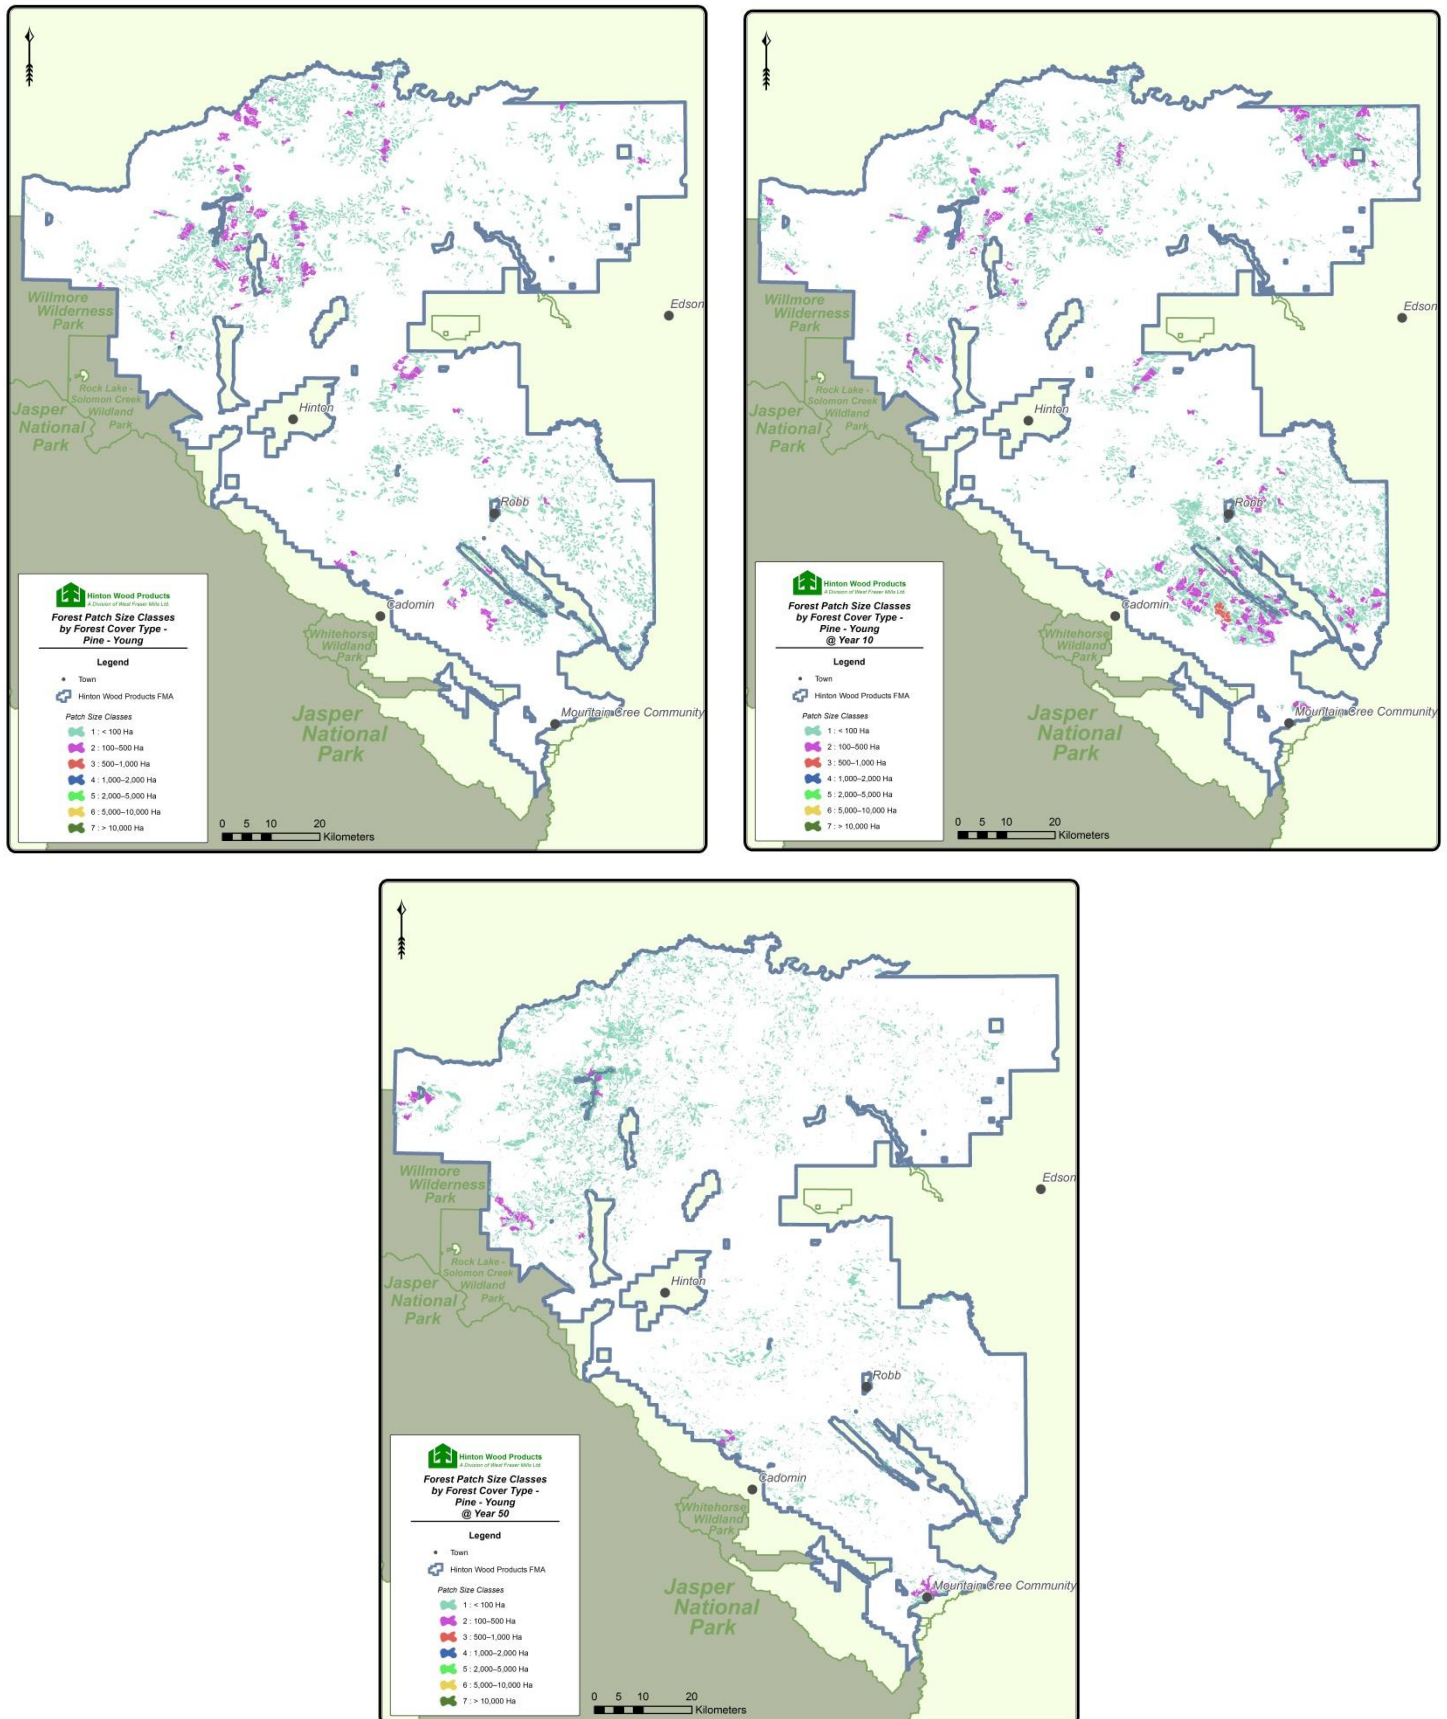 Edson
Willmore
Wilderness
Park
Rock Lake -
Solomon Creek
Wildland
Park
Jasper
National
Park
Hinton
Robb
Cadomin
Whitehorse
Wildland
Park
Mountain Cree Community
Jasper
National
Park
Hinton Wood Products
A Division of West Fraser Mills Ltd.
Forest Patch Size Classes
by Forest Cover Type -
Pine - Young
Legend
Town
Hinton Wood Products FMA
Patch Size Classes
1 : < 100 Ha
2 : 100–500 Ha
3 : 500–1,000 Ha
4 : 1,000–2,000 Ha
5 : 2,000–5,000 Ha
6 : 5,000–10,000 Ha
7 : > 10,000 Ha
0 5 10 20
Kilometers
Edson
Willmore
Wilderness
Park
Rock Lake -
Solomon Creek
Wildland
Park
Jasper
National
Park
Hinton
Robb
Cadomin
Whitehorse
Wildland
Park
Mountain Cree Community
Jasper
National
Park
Hinton Wood Products
A Division of West Fraser Mills Ltd.
Forest Patch Size Classes
by Forest Cover Type -
Pine - Young
@ Year 10
Legend
Town
Hinton Wood Products FMA
Patch Size Classes
1 : < 100 Ha
2 : 100–500 Ha
3 : 500–1,000 Ha
4 : 1,000–2,000 Ha
5 : 2,000–5,000 Ha
6 : 5,000–10,000 Ha
7 : > 10,000 Ha
0 5 10 20
Kilometers
Edson
Willmore
Wilderness
Park
Rock Lake -
Solomon Creek
Wildland
Park
Jasper
National
Park
Hinton
Robb
Cadomin
Whitehorse
Wildland
Park
Mountain Cree Community
Jasper
National
Park
Hinton Wood Products
A Division of West Fraser Mills Ltd.
Forest Patch Size Classes
by Forest Cover Type -
Pine - Young
@ Year 50
Legend
Town
Hinton Wood Products FMA
Patch Size Classes
1 : < 100 Ha
2 : 100–500 Ha
3 : 500–1,000 Ha
4 : 1,000–2,000 Ha
5 : 2,000–5,000 Ha
6 : 5,000–10,000 Ha
7 : > 10,000 Ha
0 5 10 20
Kilometers